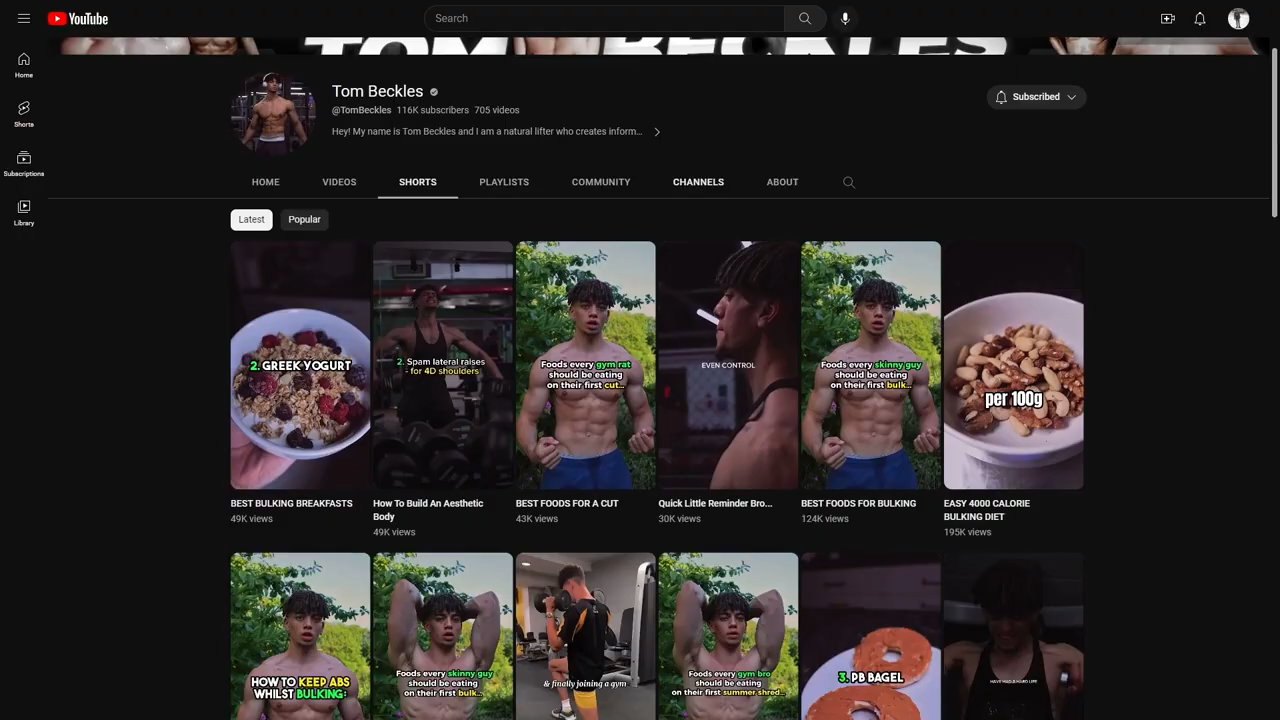 YouTube
Search
TOM BECKLES
Home
Shorts
Subscriptions
Library
Tom Beckles
@TomBeckles 116K subscribers 705 videos
Hey! My name is Tom Beckles and I am a natural lifter who creates inform...
Subscribed
HOME VIDEOS SHORTS PLAYLISTS COMMUNITY CHANNELS ABOUT
Latest Popular
2. GREEK YOGURT
2. Spam lateral raises
- for 4D shoulders
Foods every gym rat
should be eating
on their first cut...
EVEN CONTROL
Foods every skinny guy
should be eating
on their first bulk...
per 100g
BEST BULKING BREAKFASTS
49K views
How To Build An Aesthetic
Body
49K views
BEST FOODS FOR A CUT
43K views
Quick Little Reminder Bro...
30K views
BEST FOODS FOR BULKING
124K views
EASY 4000 CALORIE
BULKING DIET
195K views
HOW TO KEEP ABS
WHILST BULKING:
Foods every skinny guy
should be eating
on their first bulk...
& finally joining a gym
Foods every gym bro
should be eating
on their first summer shred...
3. PB BAGEL